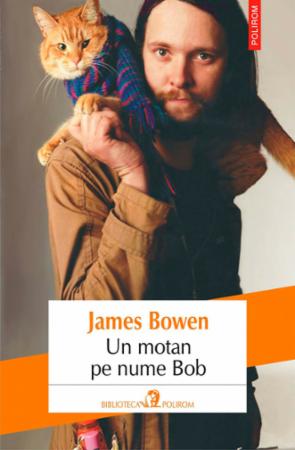 POLIROM
James Bowen
Un motan
pe nume Bob
BIBLIOTECA POLIROM